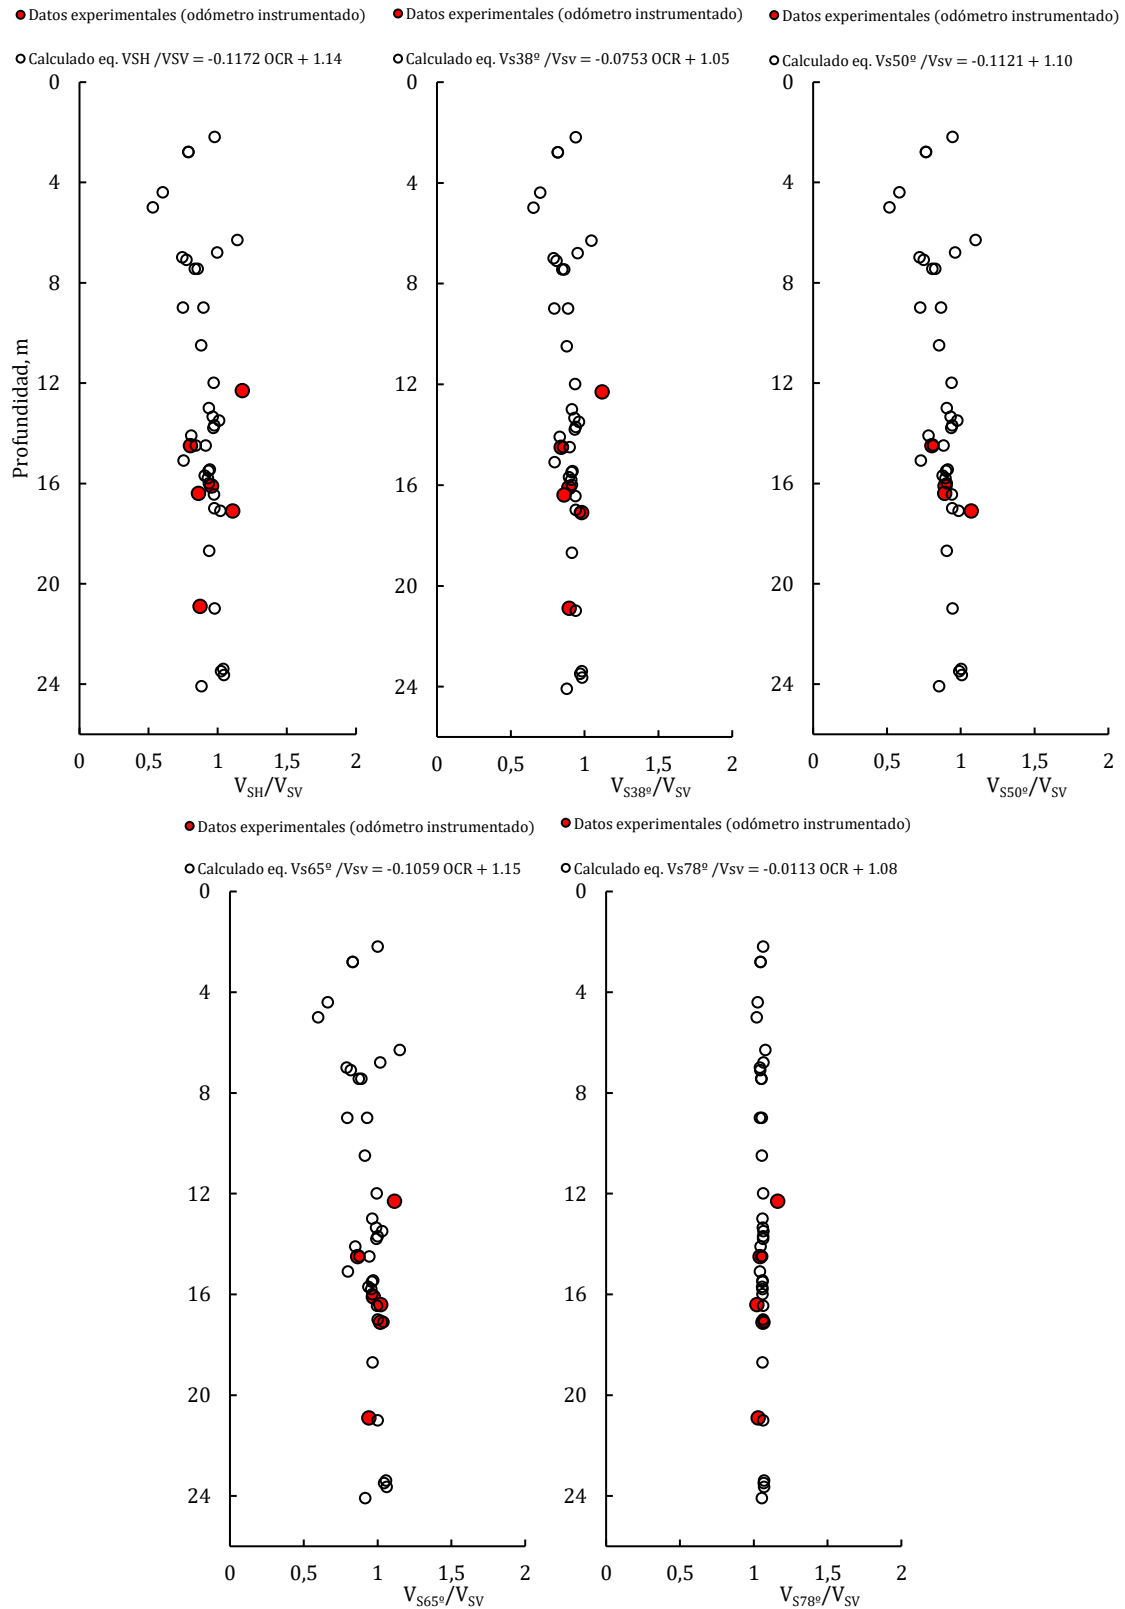 Datos experimentales (odómetro instrumentado)
Calculado eq. VSH /VSV = -0.1172 OCR + 1.14
0
4
8
12
16
20
24
Profundidad, m
0 0,5 1 1,5 2
VSH/VSV
Datos experimentales (odómetro instrumentado)
Calculado eq. Vs38º /Vsv = -0.0753 OCR + 1.05
0
4
8
12
16
20
24
0 0,5 1 1,5 2
VS38º/VSV
Datos experimentales (odómetro instrumentado)
Calculado eq. Vs50º /Vsv = -0.1121 + 1.10
0
4
8
12
16
20
24
0 0,5 1 1,5 2
VS50º/VSV
Datos experimentales (odómetro instrumentado)
Calculado eq. Vs65º /Vsv = -0.1059 OCR + 1.15
0
4
8
12
16
20
24
0 0,5 1 1,5 2
VS65º/VSV
Datos experimentales (odómetro instrumentado)
Calculado eq. Vs78º /Vsv = -0.0113 OCR + 1.08
0
4
8
12
16
20
24
0 0,5 1 1,5 2
VS78º/VSV